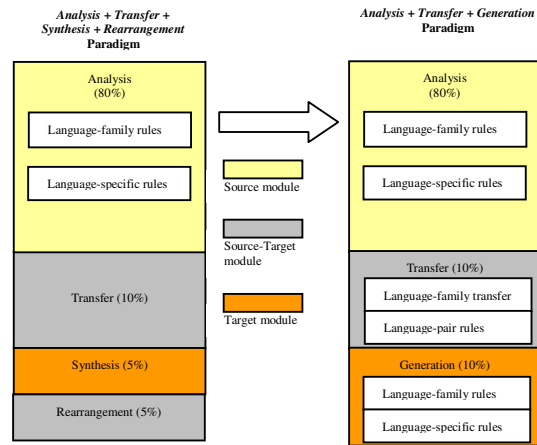 Analysis + Transfer +
Synthesis + Rearrangement
Paradigm
Analysis
(80%)
Language-family rules
Language-specific rules
Transfer (10%)
Synthesis (5%)
Rearrangement (5%)
Source module
Source-Target
module
Target module
Analysis + Transfer + Generation
Paradigm
Analysis
(80%)
Language-family rules
Language-specific rules
Transfer (10%)
Language-family transfer
Language-pair rules
Generation (10%)
Language-family rules
Language-specific rules